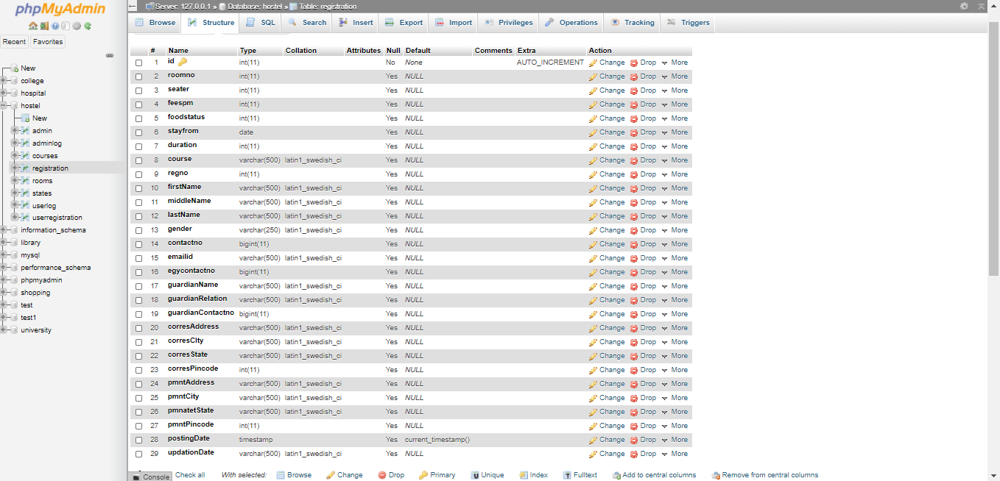 phpMyAdmin
Recent Favorites
New
college
hospital
hostel
New
admin
adminlog
courses
registration
rooms
states
userlog
userregistration
information_schema
library
mysql
performance_schema
phpmyadmin
shopping
test
test1
university
Server: 127.0.0.1 » Database: hostel » Table: registration
Browse Structure SQL Search Insert Export Import Privileges Operations Tracking Triggers
# Name Type Collation Attributes Null Default Comments Extra Action
1 id int(11) No None AUTO_INCREMENT Change Drop More
2 roomno int(11) Yes NULL Change Drop More
3 seater int(11) Yes NULL Change Drop More
4 feespm int(11) Yes NULL Change Drop More
5 foodstatus int(11) Yes NULL Change Drop More
6 stayfrom date Yes NULL Change Drop More
7 duration int(11) Yes NULL Change Drop More
8 course varchar(500) latin1_swedish_ci Yes NULL Change Drop More
9 regno int(11) Yes NULL Change Drop More
10 firstName varchar(500) latin1_swedish_ci Yes NULL Change Drop More
11 middleName varchar(500) latin1_swedish_ci Yes NULL Change Drop More
12 lastName varchar(500) latin1_swedish_ci Yes NULL Change Drop More
13 gender varchar(250) latin1_swedish_ci Yes NULL Change Drop More
14 contactno bigint(11) Yes NULL Change Drop More
15 emailid varchar(500) latin1_swedish_ci Yes NULL Change Drop More
16 egycontactno bigint(11) Yes NULL Change Drop More
17 guardianName varchar(500) latin1_swedish_ci Yes NULL Change Drop More
18 guardianRelation varchar(500) latin1_swedish_ci Yes NULL Change Drop More
19 guardianContactno bigint(11) Yes NULL Change Drop More
20 corresAddress varchar(500) latin1_swedish_ci Yes NULL Change Drop More
21 corresCIty varchar(500) latin1_swedish_ci Yes NULL Change Drop More
22 corresState varchar(500) latin1_swedish_ci Yes NULL Change Drop More
23 corresPincode int(11) Yes NULL Change Drop More
24 pmntAddress varchar(500) latin1_swedish_ci Yes NULL Change Drop More
25 pmntCity varchar(500) latin1_swedish_ci Yes NULL Change Drop More
26 pmnatetState varchar(500) latin1_swedish_ci Yes NULL Change Drop More
27 pmntPincode int(11) Yes NULL Change Drop More
28 postingDate timestamp Yes current_timestamp() Change Drop More
29 updationDate varchar(500) latin1_swedish_ci Yes NULL Change Drop More
Console Check all With selected: Browse Change Drop Primary Unique Index Fulltext Add to central columns Remove from central columns